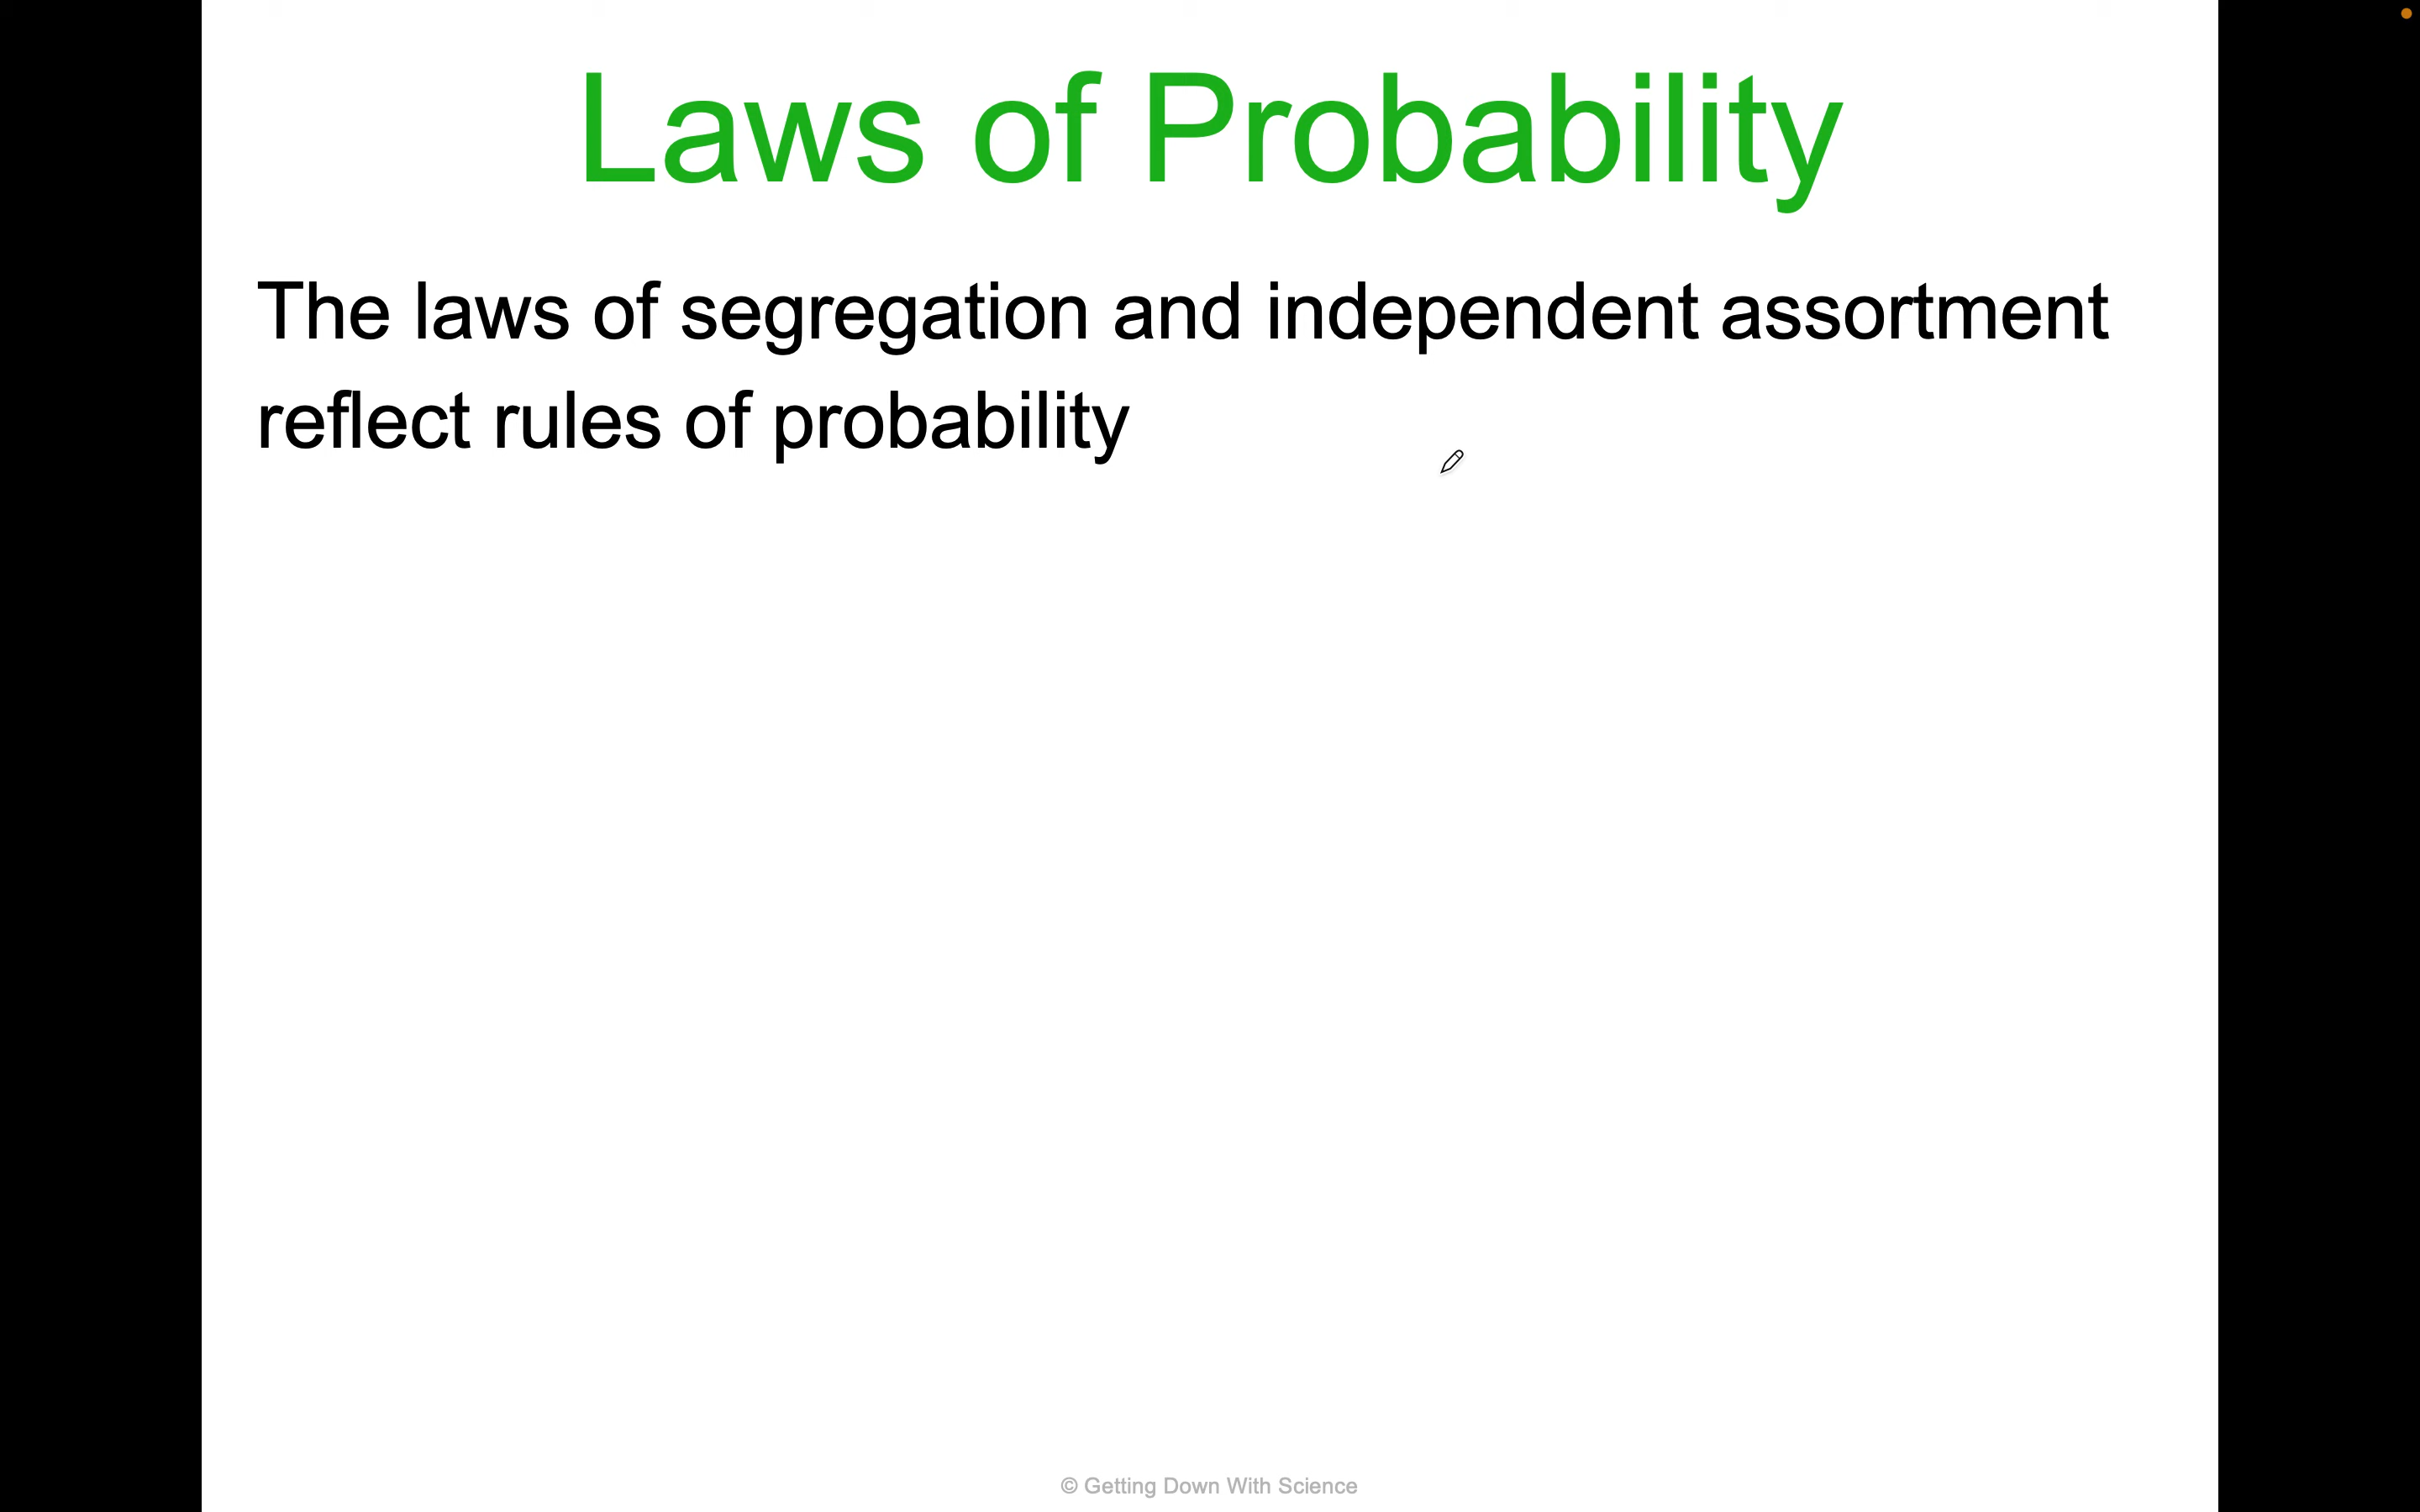 Laws of Probability
The laws of segregation and independent assortment
reflect rules of probability
© Getting Down With Science